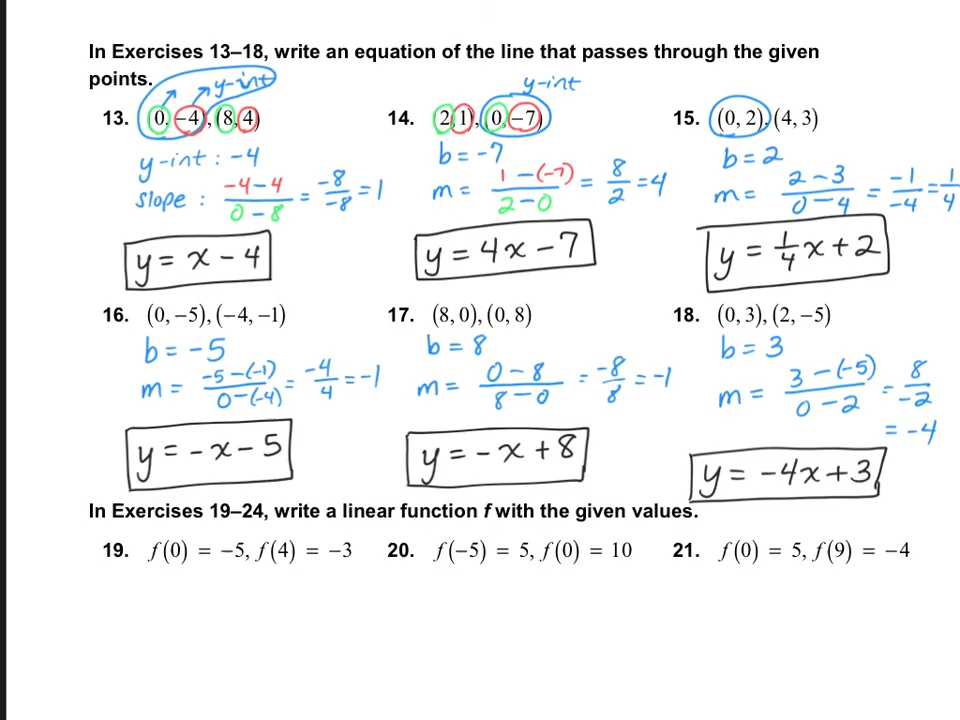 In Exercises 13–18, write an equation of the line that passes through the given
points.
y-int
y-int
13. (0, −4), (8, 4)
14. (2, 1), (0, −7)
15. (0, 2), (4, 3)
y-int : -4
b = -7
b = 2
slope : -4-4 / 0-8 = -8/-8 = 1
m = 1-(-7) / 2-0 = 8/2 = 4
m = 2-3 / 0-4 = -1/-4 = 1/4
y = x - 4
y = 4x - 7
y = 1/4 x + 2
16. (0, −5), (−4, −1)
17. (8, 0), (0, 8)
18. (0, 3), (2, −5)
b = -5
b = 8
b = 3
m = -5-(-1) / 0-(-4) = -4/4 = -1
m = 0-8 / 8-0 = -8/8 = -1
m = 3-(-5) / 0-2 = 8/-2
= -4
y = -x - 5
y = -x + 8
y = -4x + 3
In Exercises 19–24, write a linear function f with the given values.
19. f(0) = −5, f(4) = −3
20. f(−5) = 5, f(0) = 10
21. f(0) = 5, f(9) = −4